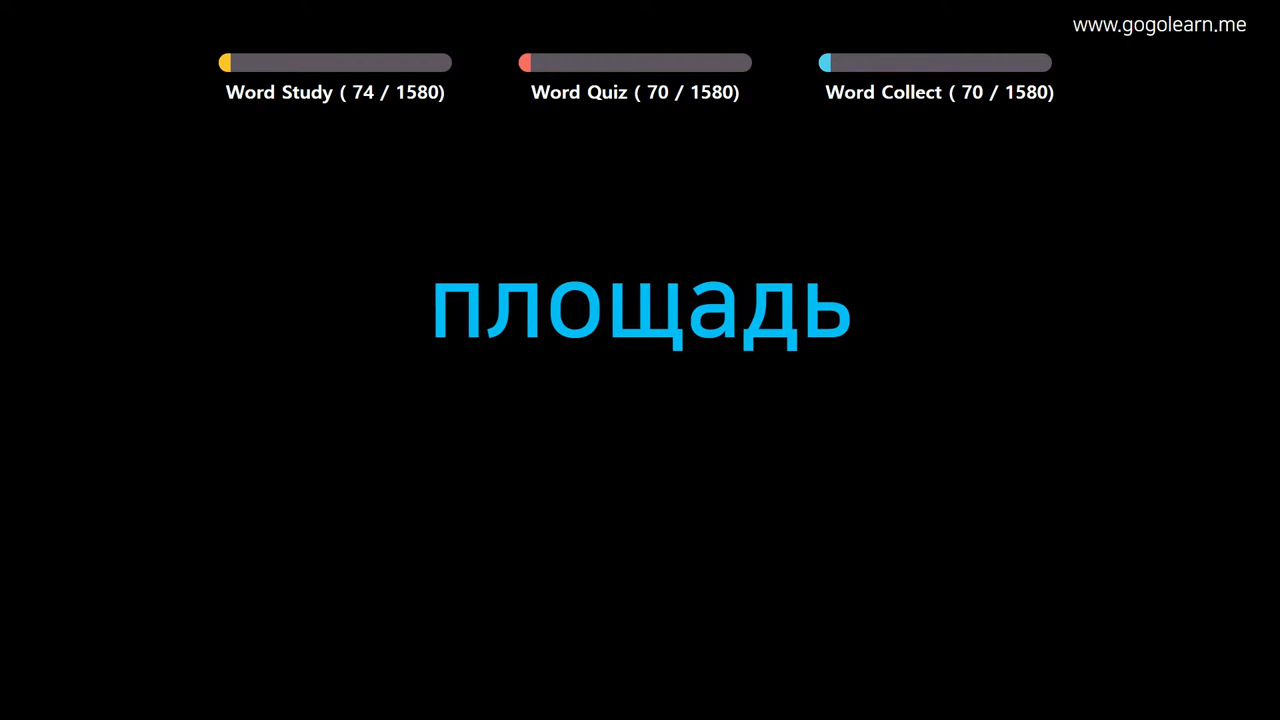 www.gogolearn.me
Word Study ( 74 / 1580)
Word Quiz ( 70 / 1580)
Word Collect ( 70 / 1580)
площадь